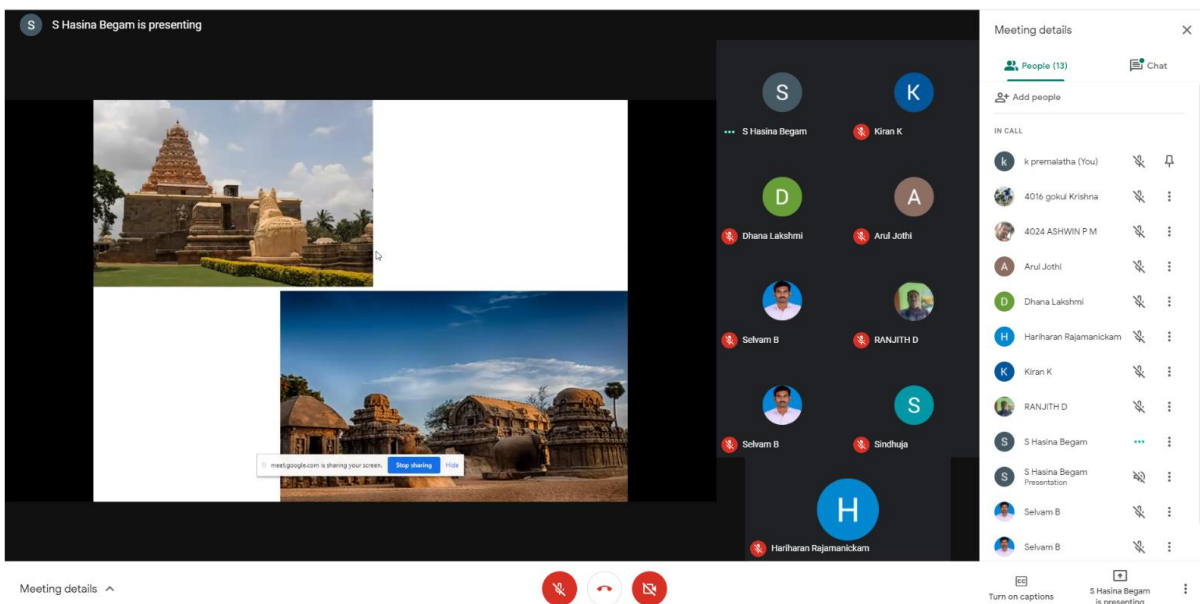 S S Hasina Begam is presenting
meet.google.com is sharing your screen. Stop sharing Hide
S K
S Hasina Begam Kiran K
D A
Dhana Lakshmi Arul Jothi
Selvam B RANJITH D
S
Selvam B Sindhuja
H
Hariharan Rajamanickam
Meeting details
People (13) Chat
Add people
IN CALL
k k premalatha (You)
4016 gokul Krishna
4024 ASHWIN P M
A Arul Jothi
D Dhana Lakshmi
H Hariharan Rajamanickam
K Kiran K
RANJITH D
S S Hasina Begam
S S Hasina Begam
Presentation
Selvam B
Selvam B
Meeting details
CC
Turn on captions
S Hasina Begam
is presenting